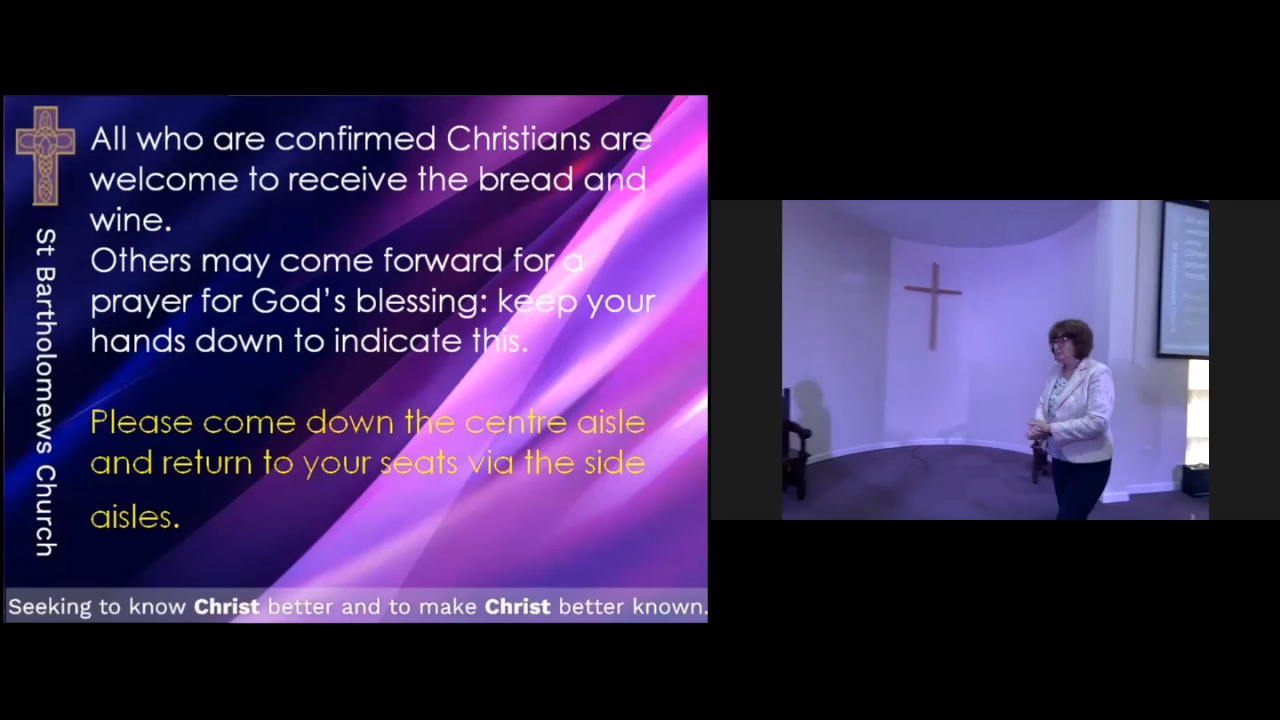 All who are confirmed Christians are
welcome to receive the bread and
wine.
Others may come forward for a
prayer for God's blessing: keep your
hands down to indicate this.
Please come down the centre aisle
and return to your seats via the side
aisles.
St Bartholomews Church
Seeking to know Christ better and to make Christ better known.